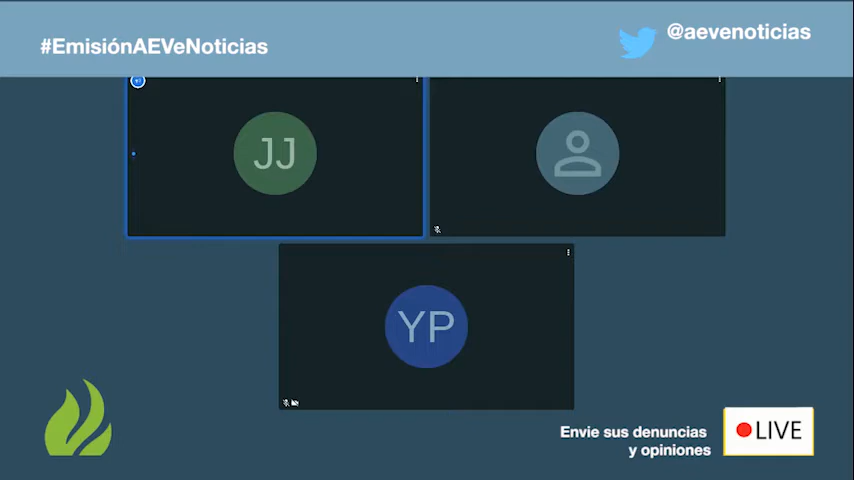 #EmisiónAEVeNoticias
@aevenoticias
JJ
YP
Envie sus denuncias
y opiniones
LIVE